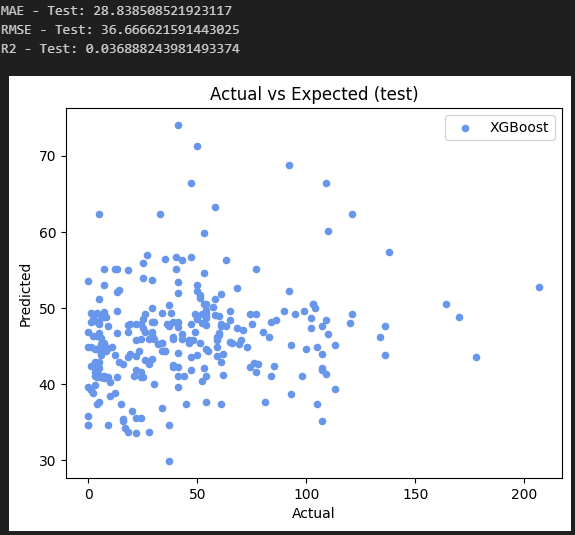 MAE - Test: 28.838508521923117
RMSE - Test: 36.666621591443025
R2 - Test: 0.036888243981493374
Actual vs Expected (test)
XGBoost
70
60
50
40
30
Predicted
0
50
100
150
200
Actual